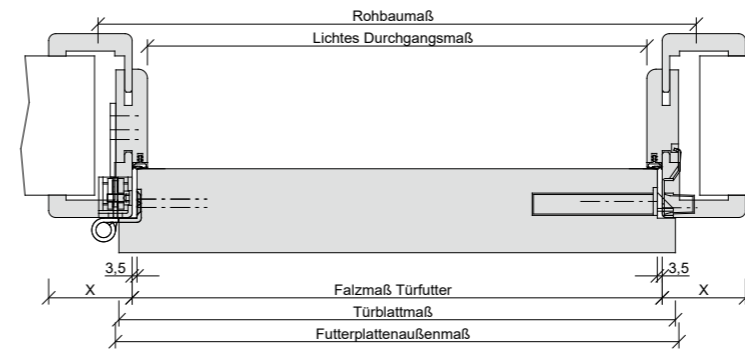 Rohbaumaß
Lichtes Durchgangsmaß
3,5
3,5
X
Falzmaß Türfutter
X
Türblattmaß
Futterplattenaußenmaß